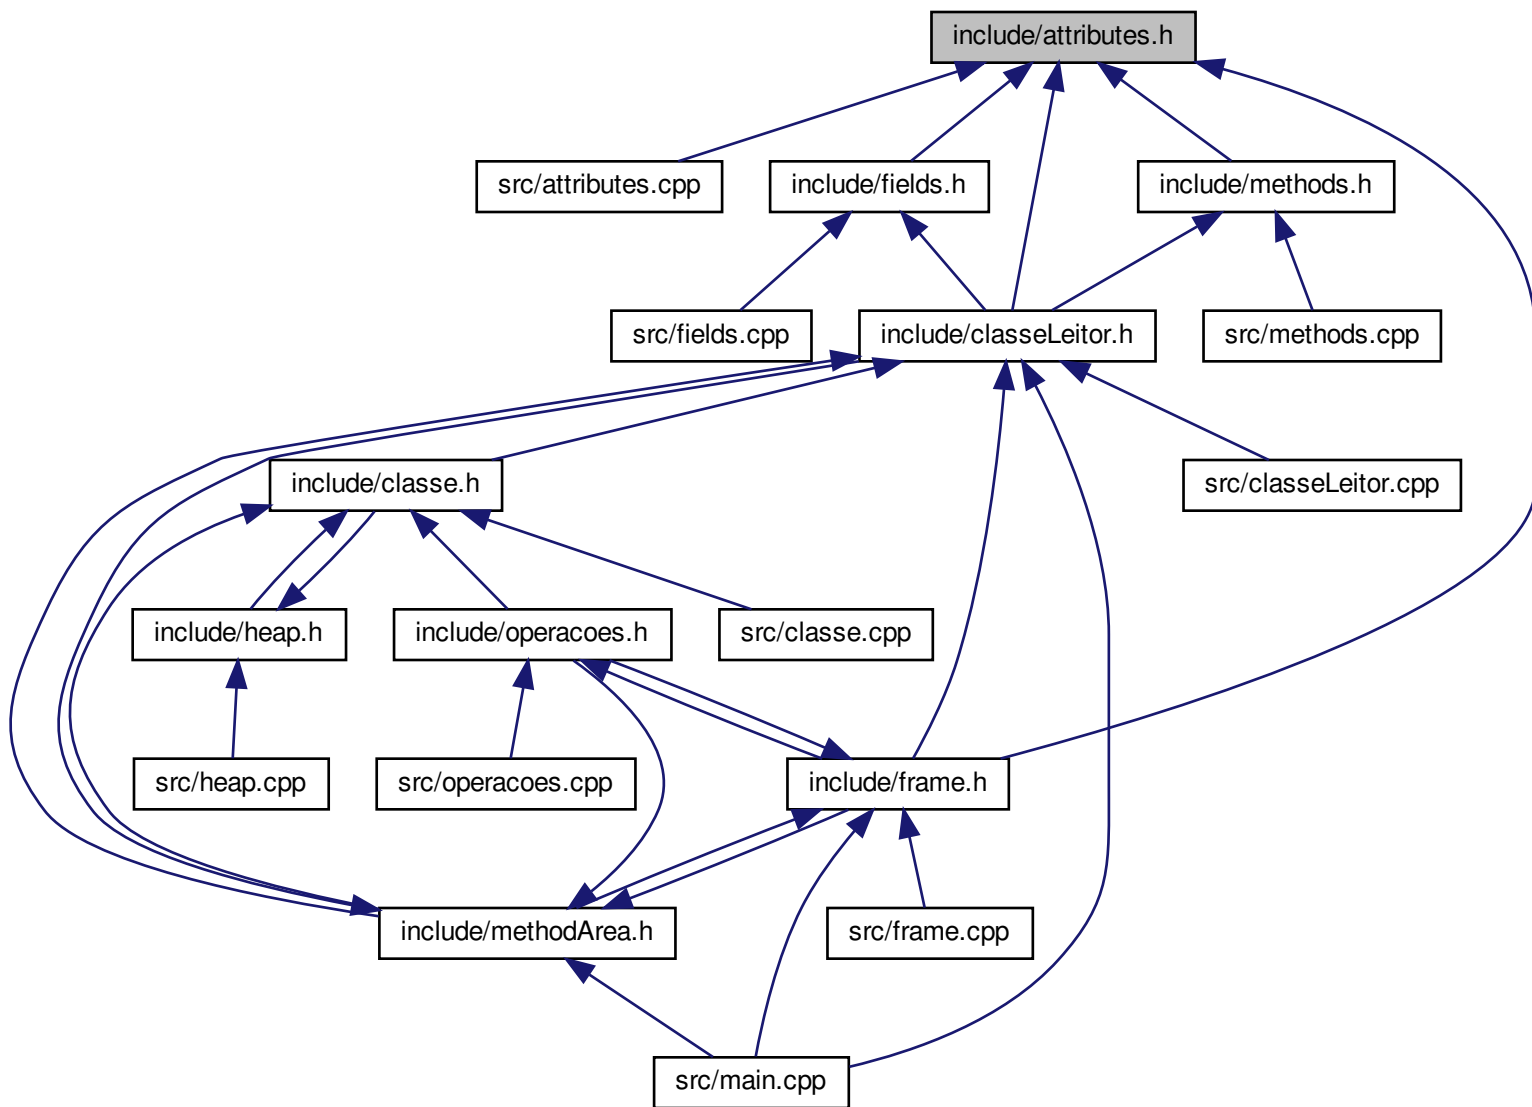 include/attributes.h
src/attributes.cpp
include/fields.h
include/methods.h
src/fields.cpp
include/classeLeitor.h
src/methods.cpp
include/classe.h
src/classeLeitor.cpp
include/heap.h
include/operacoes.h
src/classe.cpp
src/heap.cpp
src/operacoes.cpp
include/frame.h
include/methodArea.h
src/frame.cpp
src/main.cpp